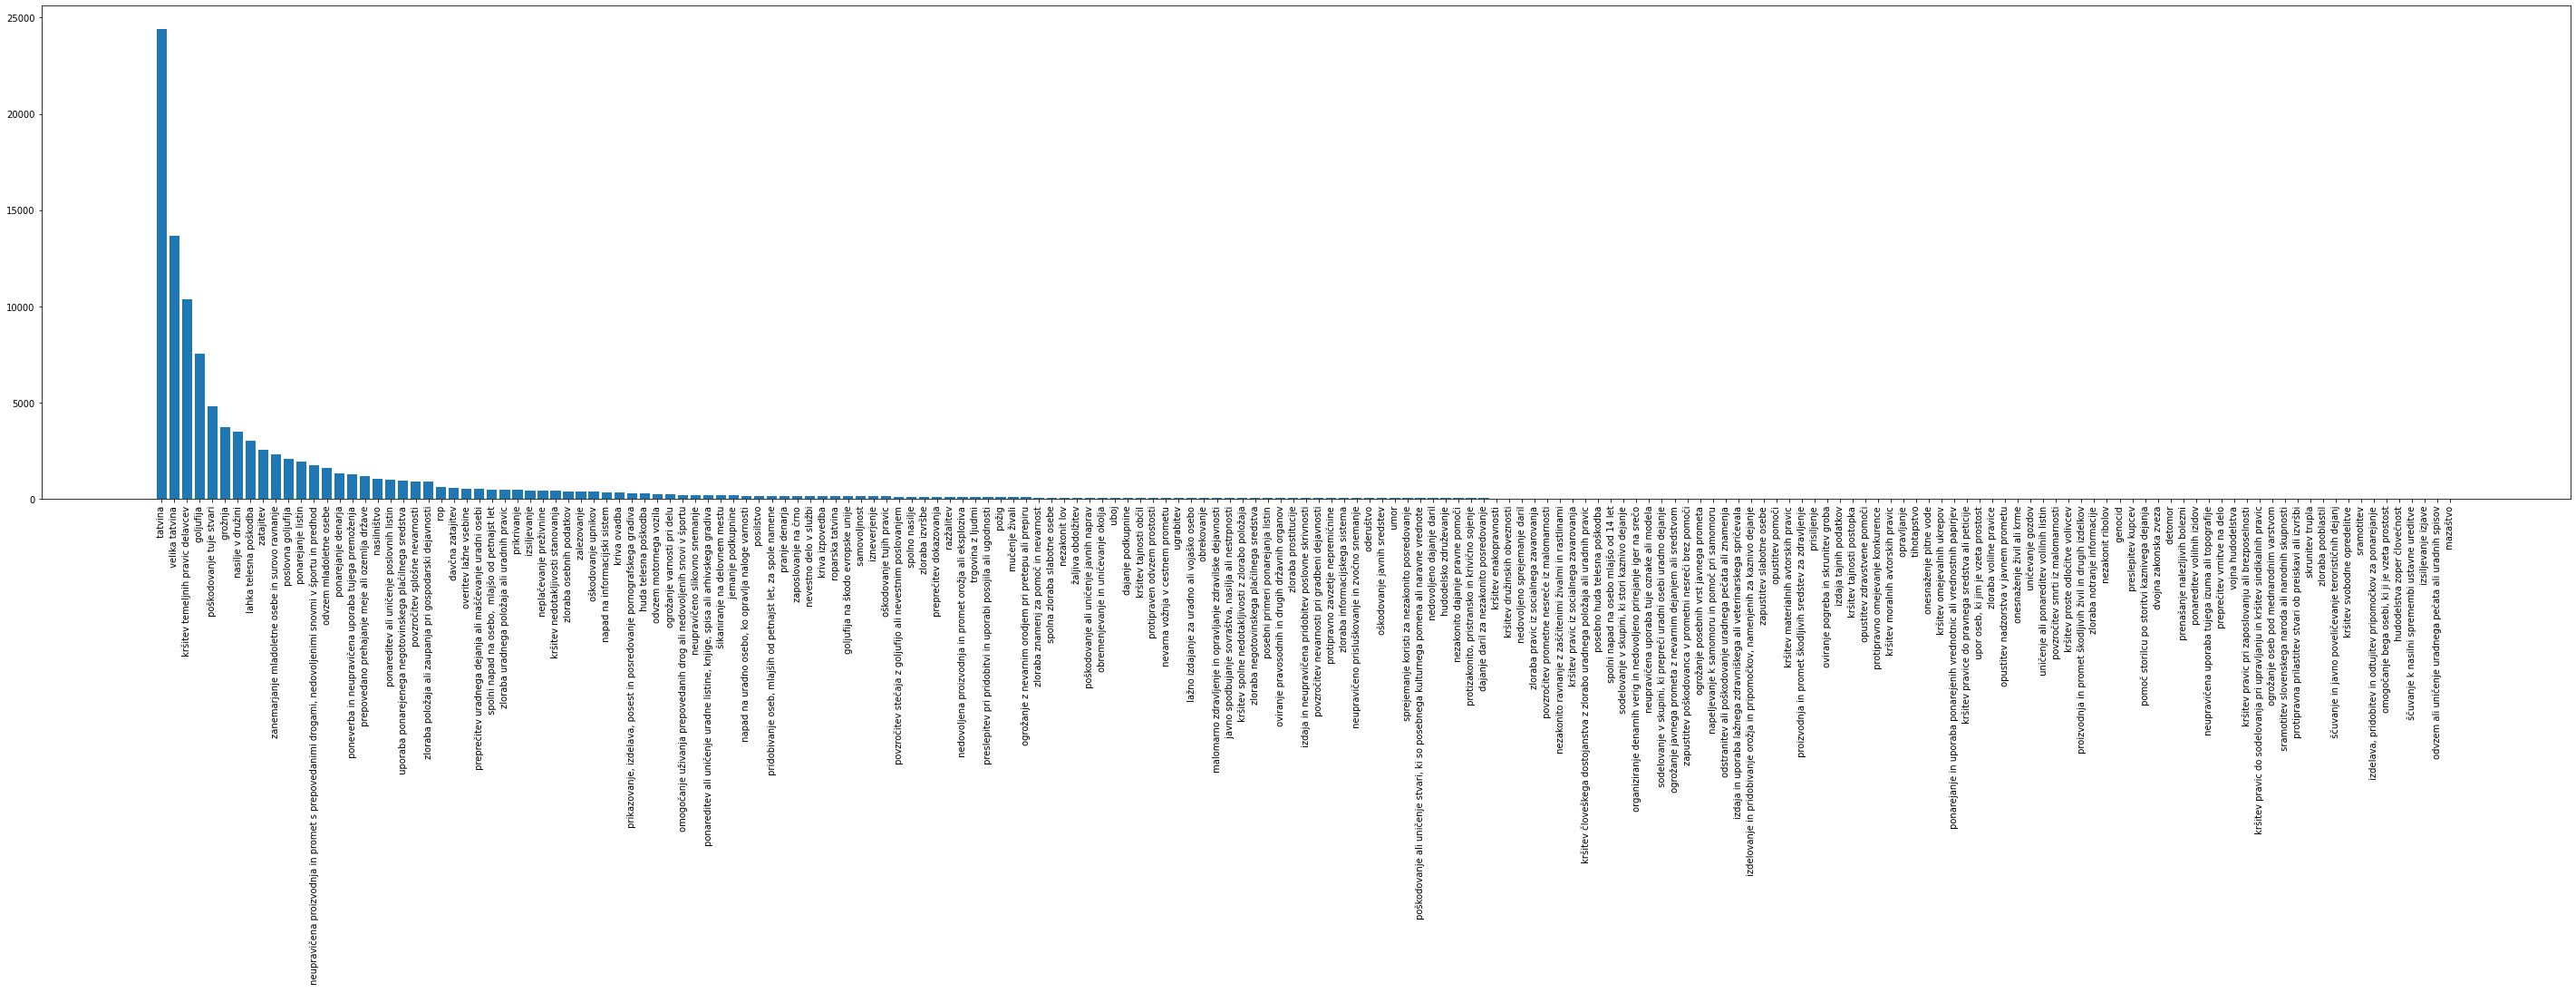 25000
20000
15000
10000
5000
0
tatvina
velika tatvina
kršitev temeljnih pravic delavcev
goljufija
poškodovanje tuje stvari
grožnja
nasilje v družini
lahka telesna poškodba
zatajitev
zanemarjanje mladoletne osebe in surovo ravnanje
poslovna goljufija
ponarejanje listin
neupravičena proizvodnja in promet s prepovedanimi drogami, nedovoljenimi snovmi v športu in predhod
odvzem mladoletne osebe
ponarejanje denarja
poneverba in neupravičena uporaba tujega premoženja
prepovedano prehajanje meje ali ozemlja države
nasilništvo
ponareditev ali uničenje poslovnih listin
uporaba ponarejenega negotovinskega plačilnega sredstva
povzročitev splošne nevarnosti
zloraba položaja ali zaupanja pri gospodarski dejavnosti
rop
davčna zatajitev
overitev lažne vsebine
preprečitev uradnega dejanja ali maščevanje uradni osebi
spolni napad na osebo, mlajšo od petnajst let
zloraba uradnega položaja ali uradnih pravic
prikrivanje
izsiljevanje
neplačevanje preživnine
kršitev nedotakljivosti stanovanja
zloraba osebnih podatkov
zalezovanje
oškodovanje upnikov
napad na informacijski sistem
kriva ovadba
prikazovanje, izdelava, posest in posredovanje pornografskega gradiva
huda telesna poškodba
odvzem motornega vozila
ogrožanje varnosti pri delu
omogočanje uživanja prepovedanih drog ali nedovoljenih snovi v športu
neupravičeno slikovno snemanje
ponareditev ali uničenje uradne listine, knjige, spisa ali arhivskega gradiva
šikaniranje na delovnem mestu
jemanje podkupnine
napad na uradno osebo, ko opravlja naloge varnosti
posilstvo
pridobivanje oseb, mlajših od petnajst let, za spole namene
pranje denarja
zaposlovanje na črno
nevestno delo v službi
kriva izpovedba
roparska tatvina
goljufija na škodo evropske unije
samovoljnost
izneverjenje
oškodovanje tujih pravic
povzročitev stečaja z goljufijo ali nevestnim poslovanjem
spolno nasilje
zloraba izvršbe
preprečitev dokazovanja
razžalitev
nedovoljena proizvodnja in promet orožja ali eksploziva
trgovina z ljudmi
preslepitev pri pridobitvi in uporabi posojila ali ugodnosti
požig
mučenje živali
ogrožanje z nevarnim orodjem pri pretepu ali prepiru
zloraba znamenj za pomoč in nevarnost
spolna zloraba slabotne osebe
nezakonit lov
žaljiva obdolžitev
poškodovanje ali uničenje javnih naprav
obremenjevanje in uničevanje okolja
uboj
dajanje podkupnine
kršitev tajnosti občil
protipraven odvzem prostosti
nevarna vožnja v cestnem prometu
ugrabitev
lažno izdajanje za uradno ali vojaško osebo
obrekovanje
malomarno zdravljenje in opravljanje zdravilske dejavnosti
javno spodbujanje sovraštva, nasilja ali nestrpnosti
kršitev spolne nedotakljivosti z zlorabo položaja
zloraba negotovinskega plačilnega sredstva
posebni primeri ponarejanja listin
oviranje pravosodnih in drugih državnih organov
zloraba prostitucije
izdaja in neupravičena pridobitev poslovne skrivnosti
povzročitev nevarnosti pri gradbeni dejavnosti
protipravno zavzetje nepremičnine
zloraba informacijskega sistema
neupravičeno prisluškovanje in zvočno snemanje
oderuštvo
oškodovanje javnih sredstev
umor
sprejemanje koristi za nezakonito posredovanje
poškodovanje ali uničenje stvari, ki so posebnega kulturnega pomena ali naravne vrednote
nedovoljeno dajanje daril
hudodelsko združevanje
nezakonito dajanje pravne pomoči
protizakonito, pristransko in krivično sojenje
dajanje daril za nezakonito posredovanje
kršitev enakopravnosti
kršitev družinskih obveznosti
nedovoljeno sprejemanje daril
zloraba pravic iz socialnega zavarovanja
povzročitev prometne nesreče iz malomarnosti
nezakonito ravnanje z zaščitenimi živalmi in rastlinami
kršitev pravic iz socialnega zavarovanja
kršitev človeškega dostojanstva z zlorabo uradnega položaja ali uradnih pravic
posebno huda telesna poškodba
spolni napad na osebo mlajšo od 14 let
sodelovanje v skupini, ki stori kaznivo dejanje
organiziranje denarnih verig in nedovoljeno prirejanje iger na srečo
neupravičena uporaba tuje oznake ali modela
sodelovanje v skupini, ki prepreči uradni osebi uradno dejanje
ogrožanje javnega prometa z nevarnim dejanjem ali sredstvom
zapustitev poškodovanca v prometni nesreči brez pomoči
ogrožanje posebnih vrst javnega prometa
napeljevanje k samomoru in pomoč pri samomoru
odstranitev ali poškodovanje uradnega pečata ali znamenja
izdaja in uporaba lažnega zdravniškega ali veterinarskega spričevala
izdelovanje in pridobivanje orožja in pripomočkov, namenjenih za kaznivo dejanje
zapustitev slabotne osebe
opustitev pomoči
kršitev materialnih avtorskih pravic
proizvodnja in promet škodljivih sredstev za zdravljenje
prisiljenje
oviranje pogreba in skrunitev groba
izdaja tajnih podatkov
kršitev tajnosti postopka
opustitev zdravstvene pomoči
protipravno omejevanje konkurence
kršitev moralnih avtorskih pravic
opravljanje
tihotapstvo
onesnaženje pitne vode
kršitev omejevalnih ukrepov
ponarejanje in uporaba ponarejenih vrednotnic ali vrednostnih papirjev
kršitev pravice do pravnega sredstva ali peticije
upor oseb, ki jim je vzeta prostost
zloraba volilne pravice
opustitev nadzorstva v javnem prometu
onesnaženje živil ali krme
uničevanje gozdov
uničenje ali ponareditev volilnih listin
povzročitev smrti iz malomarnosti
kršitev proste odločitve volivcev
proizvodnja in promet škodljivih živil in drugih izdelkov
zloraba notranje informacije
nezakonit ribolov
genocid
preslepitev kupcev
pomoč storilcu po storitvi kaznivega dejanja
dvojna zakonska zveza
detomor
prenašanje nalezljivih bolezni
ponareditev volilnih izidov
neupravičena uporaba tujega izuma ali topografije
preprečitev vrnitve na delo
vojna hudodelstva
kršitev pravic pri zaposlovanju ali brezposelnosti
kršitev pravic do sodelovanja pri upravljanju in kršitev sindikalnih pravic
ogrožanje oseb pod mednarodnim varstvom
sramotitev slovenskega naroda ali narodnih skupnosti
protipravna prilastitev stvari ob preiskavi ali izvršbi
skrunitev trupla
zloraba pooblastil
ščuvanje in javno poveličevanje terorističnih dejanj
kršitev svobodne opredelitve
sramotitev
izdelava, pridobitev in odtujitev pripomočkov za ponarejanje
omogočanje bega osebi, ki ji je vzeta prostost
hudodelstva zoper človečnost
ščuvanje k nasilni spremembi ustavne ureditve
izsiljevanje izjave
odvzem ali uničenje uradnega pečata ali uradnih spisov
mazaštvo